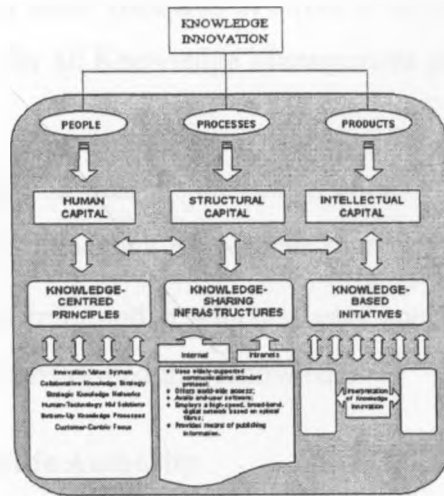 KNOWLEDGE
INNOVATION
PEOPLE
PROCESSES
PRODUCTS
HUMAN
CAPITAL
STRUCTURAL
CAPITAL
INTELLECTUAL
CAPITAL
KNOWLEDGE-
CENTRED
PRINCIPLES
KNOWLEDGE-
SHARING
INFRASTRUCTURES
KNOWLEDGE-
BASED
INITIATIVES
Internet
Intranets
Innovation Value System
Collaborative Knowledge Strategy
Strategic Knowledge Networks
Human-Technology Kid Solutions
Bottom-Up Knowledge Processes
Customer-Centric Focus
Uses widely-supported
communications standard
protocol;
Offers world-wide access;
Avails end-user software;
Employs a high-speed, broad-band,
digital network based on optical
fibres;
Provides means of publishing
information.
Interpretation
of Knowledge
Innovation